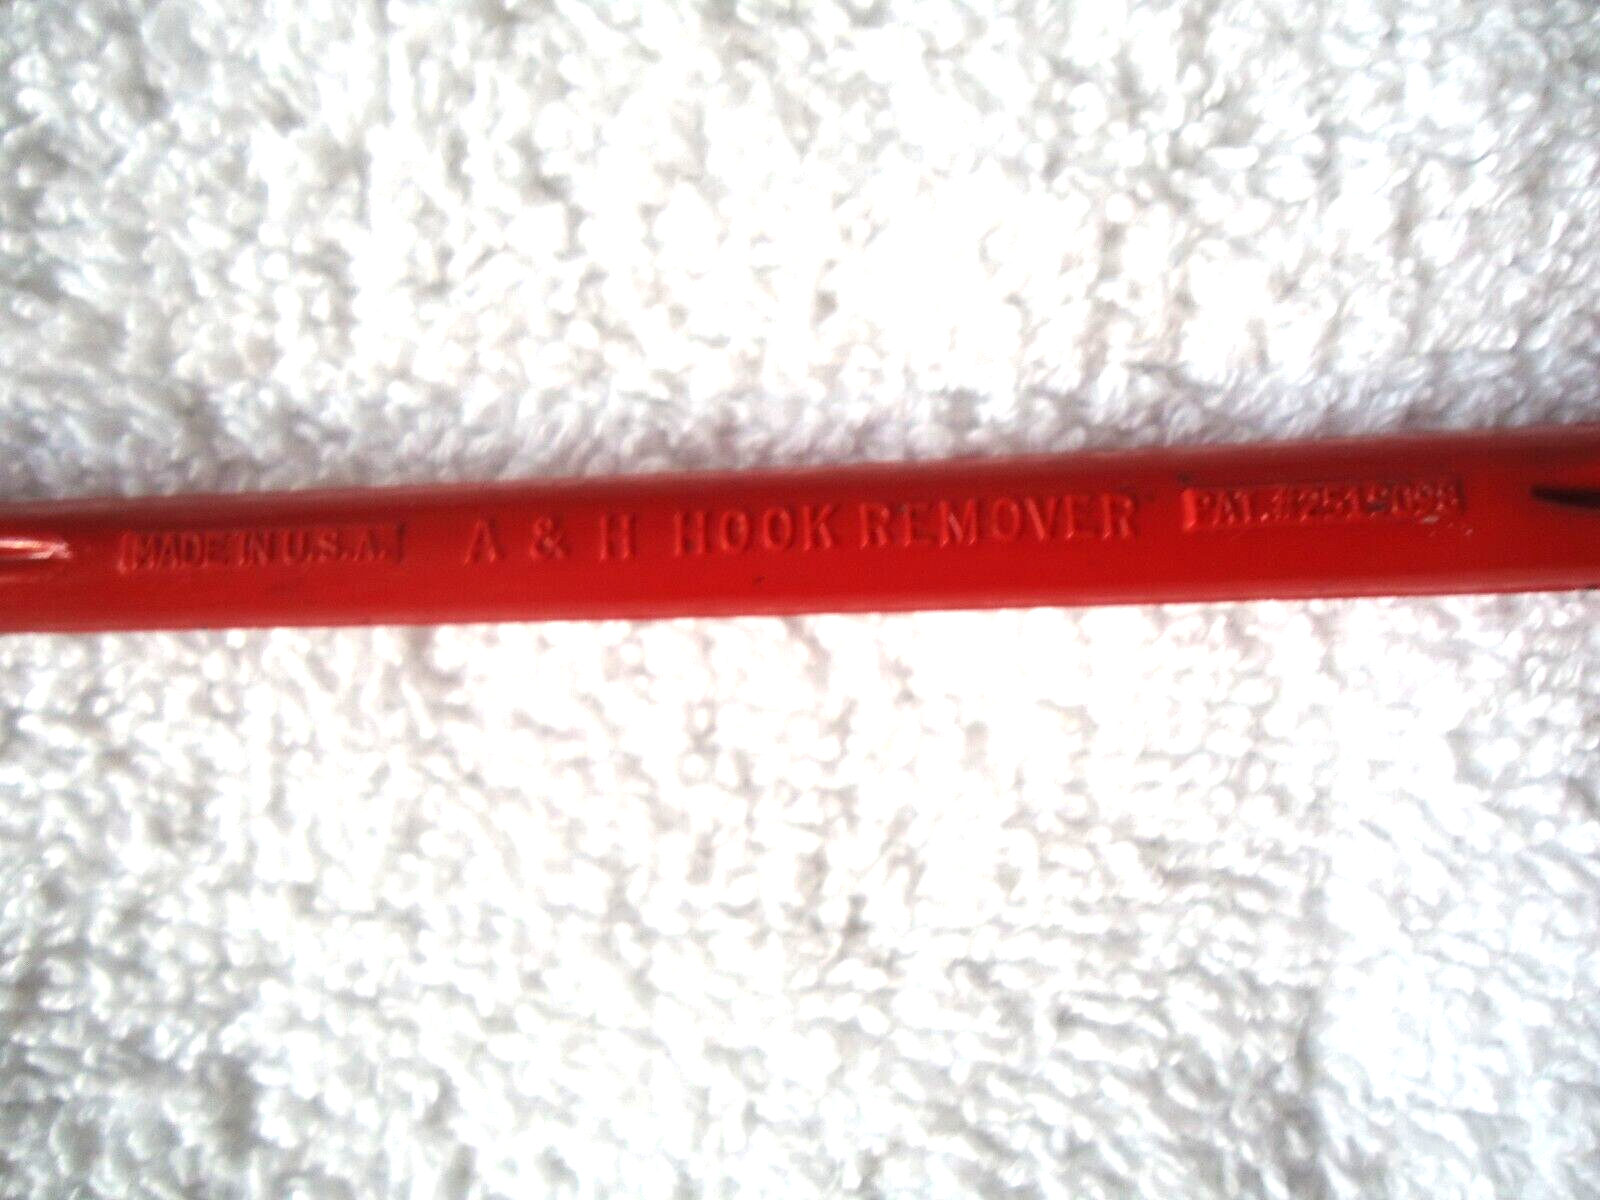 MADE IN U.S.A. A & H HOOK REMOVER PAT.